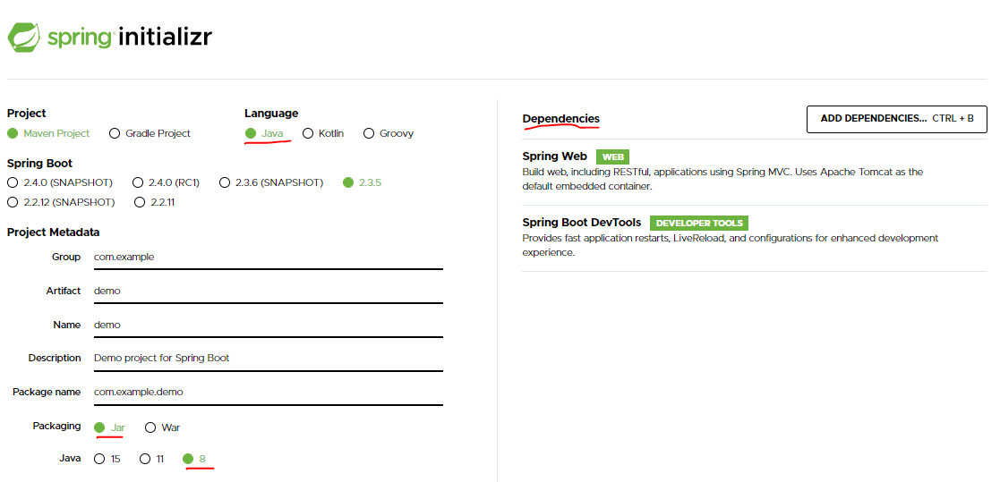 spring initializr
Project
Maven Project Gradle Project
Language
Java Kotlin Groovy
Spring Boot
2.4.0 (SNAPSHOT) 2.4.0 (RC1) 2.3.6 (SNAPSHOT) 2.3.5
2.2.12 (SNAPSHOT) 2.2.11
Project Metadata
Group com.example
Artifact demo
Name demo
Description Demo project for Spring Boot
Package name com.example.demo
Packaging Jar War
Java 15 11 8
Dependencies ADD DEPENDENCIES... CTRL + B
Spring Web WEB
Build web, including RESTful, applications using Spring MVC. Uses Apache Tomcat as the
default embedded container.
Spring Boot DevTools DEVELOPER TOOLS
Provides fast application restarts, LiveReload, and configurations for enhanced development
experience.